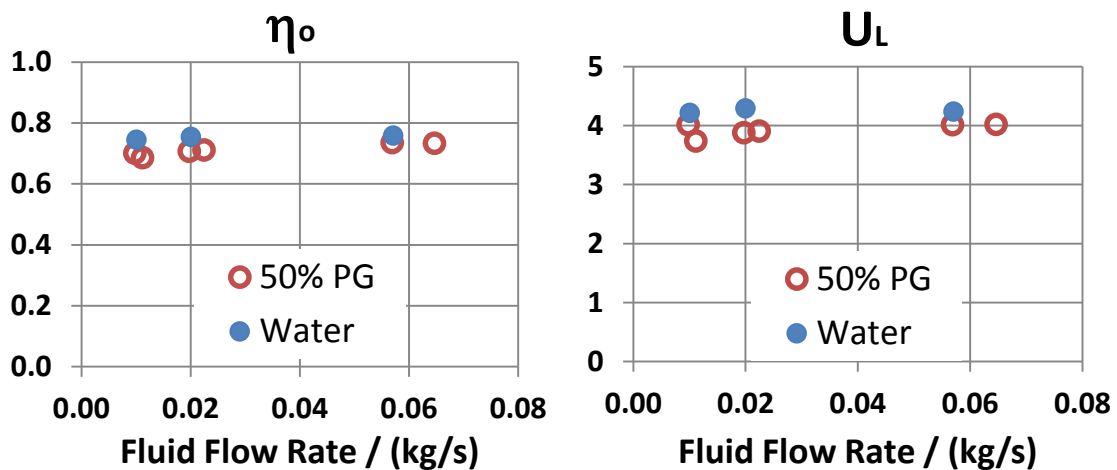 ηo
1.0
0.8
0.6
0.4
0.2
0.0
50% PG
Water
0.00 0.02 0.04 0.06 0.08
Fluid Flow Rate / (kg/s)
UL
5
4
3
2
1
0
50% PG
Water
0.00 0.02 0.04 0.06 0.08
Fluid Flow Rate / (kg/s)